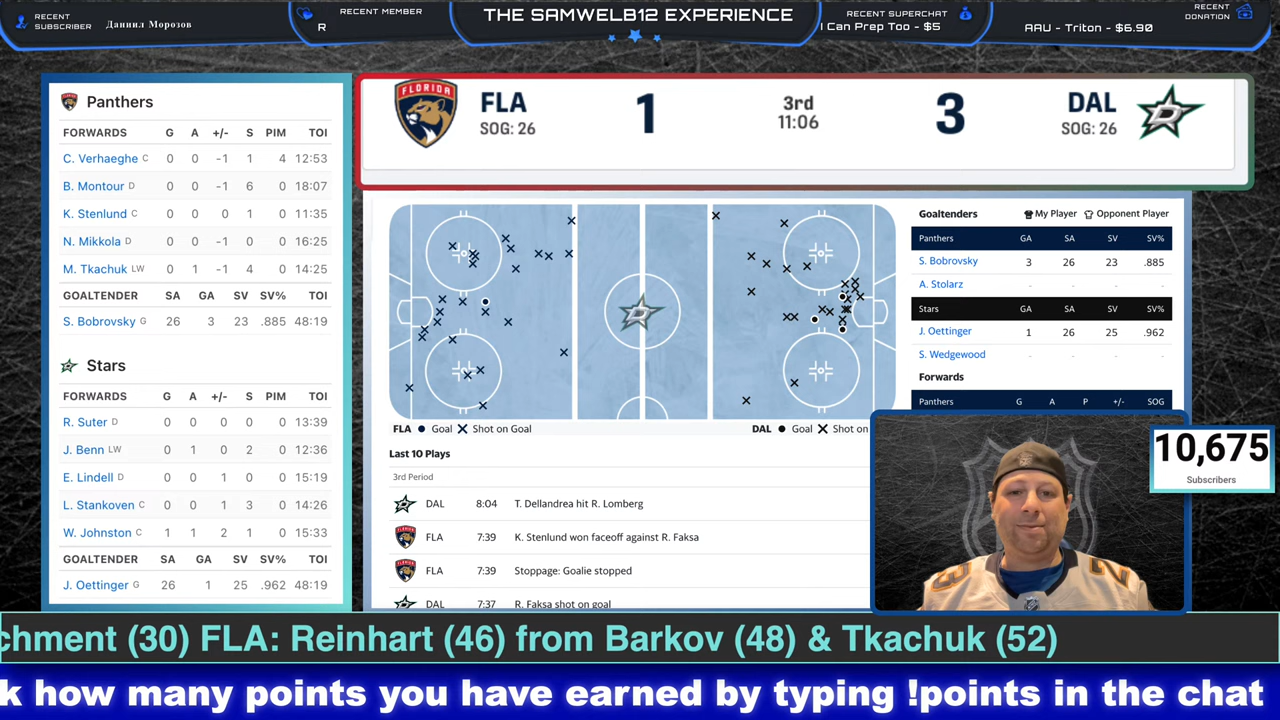 RECENT SUBSCRIBER
Даниил Морозов
RECENT MEMBER
R
THE SAMWELB12 EXPERIENCE
RECENT SUPERCHAT
I Can Prep Too - $5
RECENT DONATION
AAU - Triton - $6.90
Panthers
FORWARDS G A +/- S PIM TOI
C. Verhaeghe C 0 0 -1 1 4 12:53
B. Montour D 0 0 -1 6 0 18:07
K. Stenlund C 0 0 0 1 0 11:35
N. Mikkola D 0 0 -1 0 0 16:25
M. Tkachuk LW 0 1 -1 4 0 14:25
GOALTENDER SA GA SV SV% TOI
S. Bobrovsky G 26 3 23 .885 48:19
Stars
FORWARDS G A +/- S PIM TOI
R. Suter D 0 0 0 0 0 13:39
J. Benn LW 0 1 0 2 0 12:36
E. Lindell D 0 0 1 0 0 15:19
L. Stankoven C 0 0 1 3 0 14:26
W. Johnston C 1 1 2 1 0 15:33
GOALTENDER SA GA SV SV% TOI
J. Oettinger G 26 1 25 .962 48:19
FLORIDA
FLA
SOG: 26
1
3rd
11:06
3
DAL
SOG: 26
FLA Goal Shot on Goal
DAL Goal Shot on
Last 10 Plays
3rd Period
DAL 8:04 T. Dellandrea hit R. Lomberg
FLA 7:39 K. Stenlund won faceoff against R. Faksa
FLA 7:39 Stoppage: Goalie stopped
DAL 7:37 R. Faksa shot on goal
Goaltenders My Player Opponent Player
Panthers GA SA SV SV%
S. Bobrovsky 3 26 23 .885
A. Stolarz - - - -
Stars GA SA SV SV%
J. Oettinger 1 26 25 .962
S. Wedgewood - - - -
Forwards
Panthers G A P +/- SOG
10,675
Subscribers
chment (30) FLA: Reinhart (46) from Barkov (48) & Tkachuk (52)
k how many points you have earned by typing !points in the chat